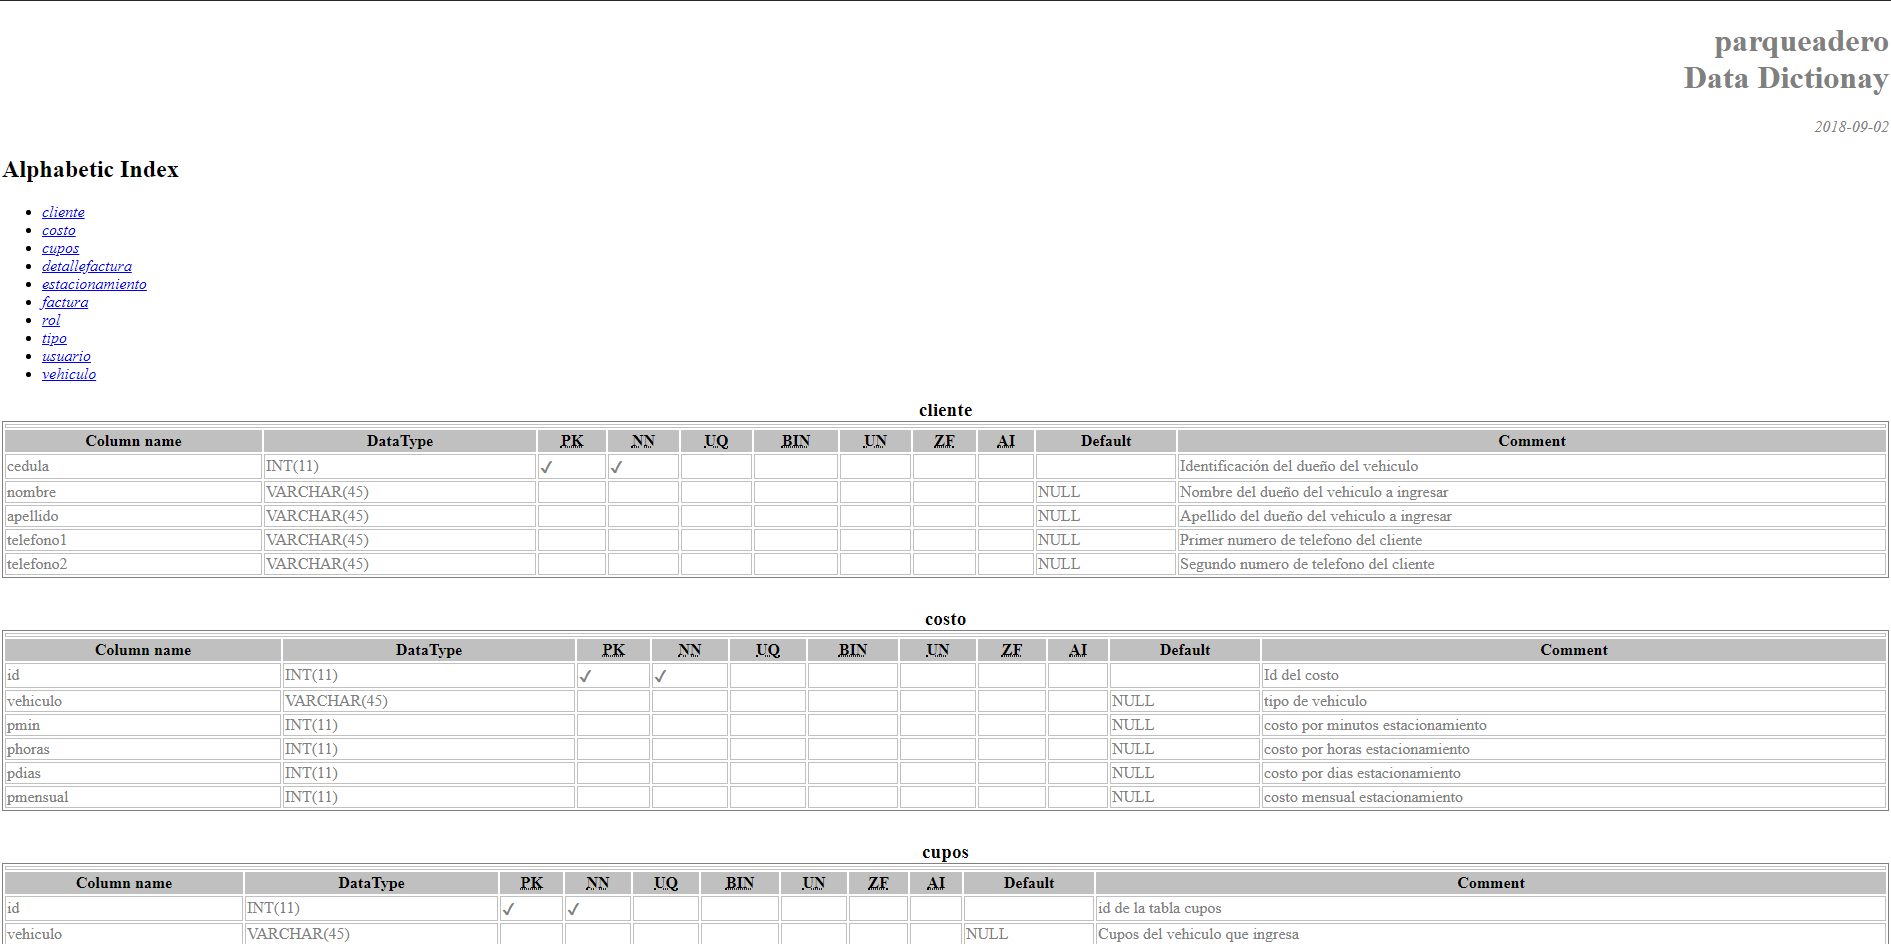 parqueadero
Data Dictionay
2018-09-02
Alphabetic Index
cliente
costo
cupos
detallefactura
estacionamiento
factura
rol
tipo
usuario
vehiculo
cliente
Column name DataType PK NN UQ BIN UN ZF AI Default Comment
cedula INT(11) ✓ ✓ Identificación del dueño del vehiculo
nombre VARCHAR(45) NULL Nombre del dueño del vehiculo a ingresar
apellido VARCHAR(45) NULL Apellido del dueño del vehiculo a ingresar
telefono1 VARCHAR(45) NULL Primer numero de telefono del cliente
telefono2 VARCHAR(45) NULL Segundo numero de telefono del cliente
costo
Column name DataType PK NN UQ BIN UN ZF AI Default Comment
id INT(11) ✓ ✓ Id del costo
vehiculo VARCHAR(45) NULL tipo de vehiculo
pmin INT(11) NULL costo por minutos estacionamiento
phoras INT(11) NULL costo por horas estacionamiento
pdias INT(11) NULL costo por dias estacionamiento
pmensual INT(11) NULL costo mensual estacionamiento
cupos
Column name DataType PK NN UQ BIN UN ZF AI Default Comment
id INT(11) ✓ ✓ id de la tabla cupos
vehiculo VARCHAR(45) NULL Cupos del vehiculo que ingresa